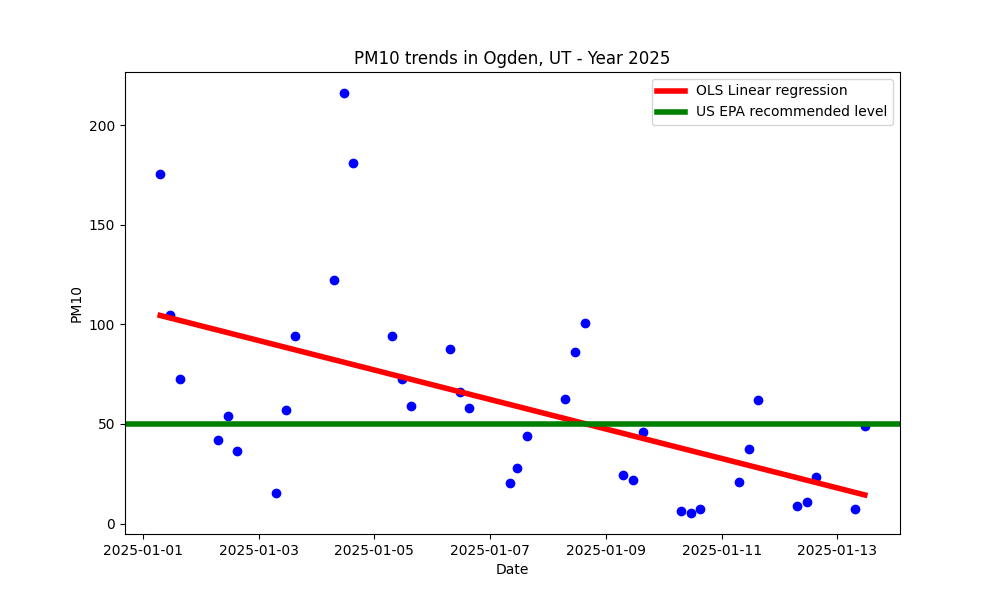 PM10 trends in Ogden, UT - Year 2025
OLS Linear regression
US EPA recommended level
PM10
200
150
100
50
0
2025-01-01 2025-01-03 2025-01-05 2025-01-07 2025-01-09 2025-01-11 2025-01-13
Date